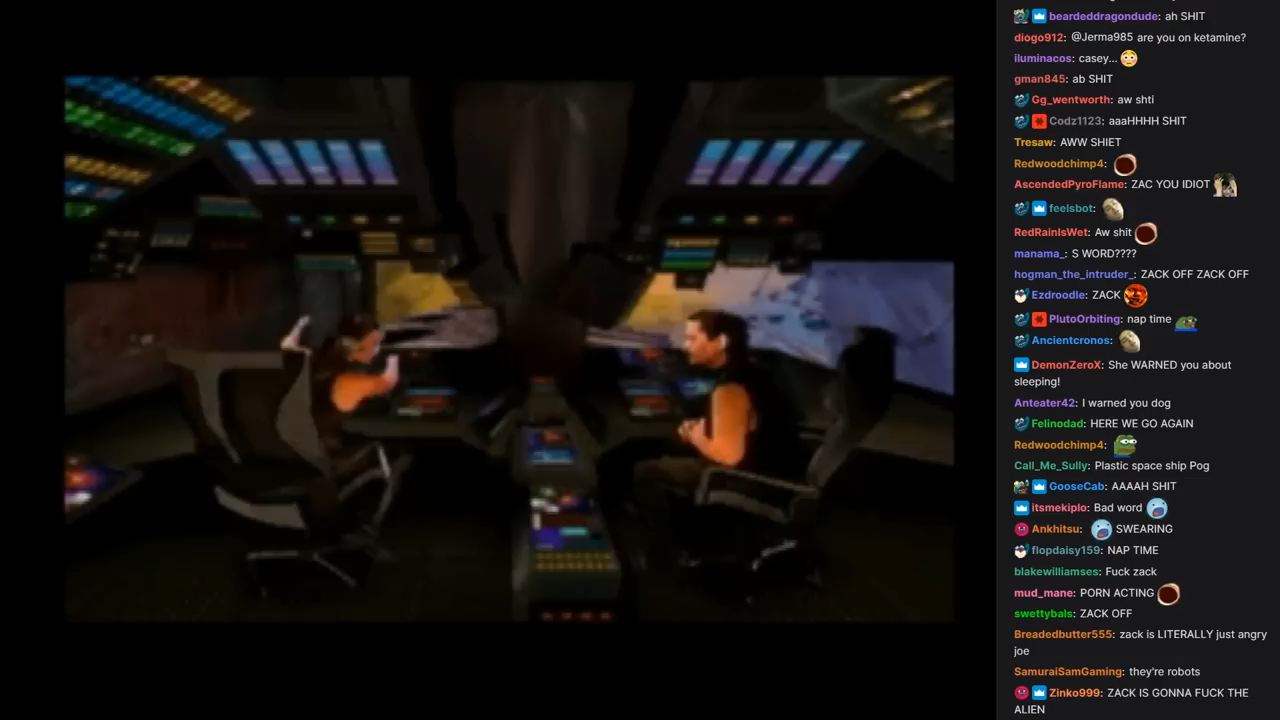 beardeddragondude: ah SHIT
diogo912: @Jerma985 are you on ketamine?
iluminacos: casey...
gman845: ab SHIT
Gg_wentworth: aw shti
Codz1123: aaaHHHH SHIT
Tresaw: AWW SHIET
Redwoodchimp4:
AscendedPyroFlame: ZAC YOU IDIOT
feelsbot:
RedRainIsWet: Aw shit
manama_: S WORD????
hogman_the_intruder_: ZACK OFF ZACK OFF
Ezdroodle: ZACK
PlutoOrbiting: nap time
Ancientcronos:
DemonZeroX: She WARNED you about
sleeping!
Anteater42: I warned you dog
Felinodad: HERE WE GO AGAIN
Redwoodchimp4:
Call_Me_Sully: Plastic space ship Pog
GooseCab: AAAAH SHIT
itsmekiplo: Bad word
Ankhitsu: SWEARING
flopdaisy159: NAP TIME
blakewilliamses: Fuck zack
mud_mane: PORN ACTING
swettybals: ZACK OFF
Breadedbutter555: zack is LITERALLY just angry
joe
SamuraiSamGaming: they're robots
Zinko999: ZACK IS GONNA FUCK THE
ALIEN